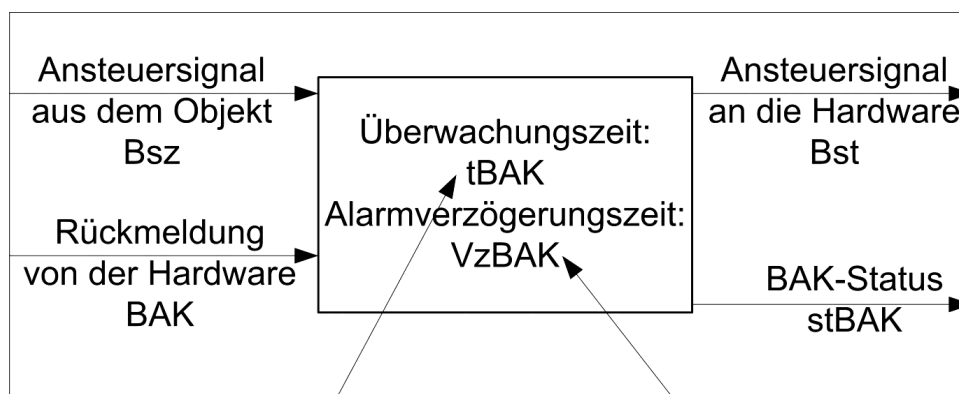 Ansteuersignal
aus dem Objekt
Bsz
Rückmeldung
von der Hardware
BAK
Überwachungszeit:
tBAK
Alarmverzögerungszeit:
VzBAK
Ansteuersignal
an die Hardware
Bst
BAK-Status
stBAK